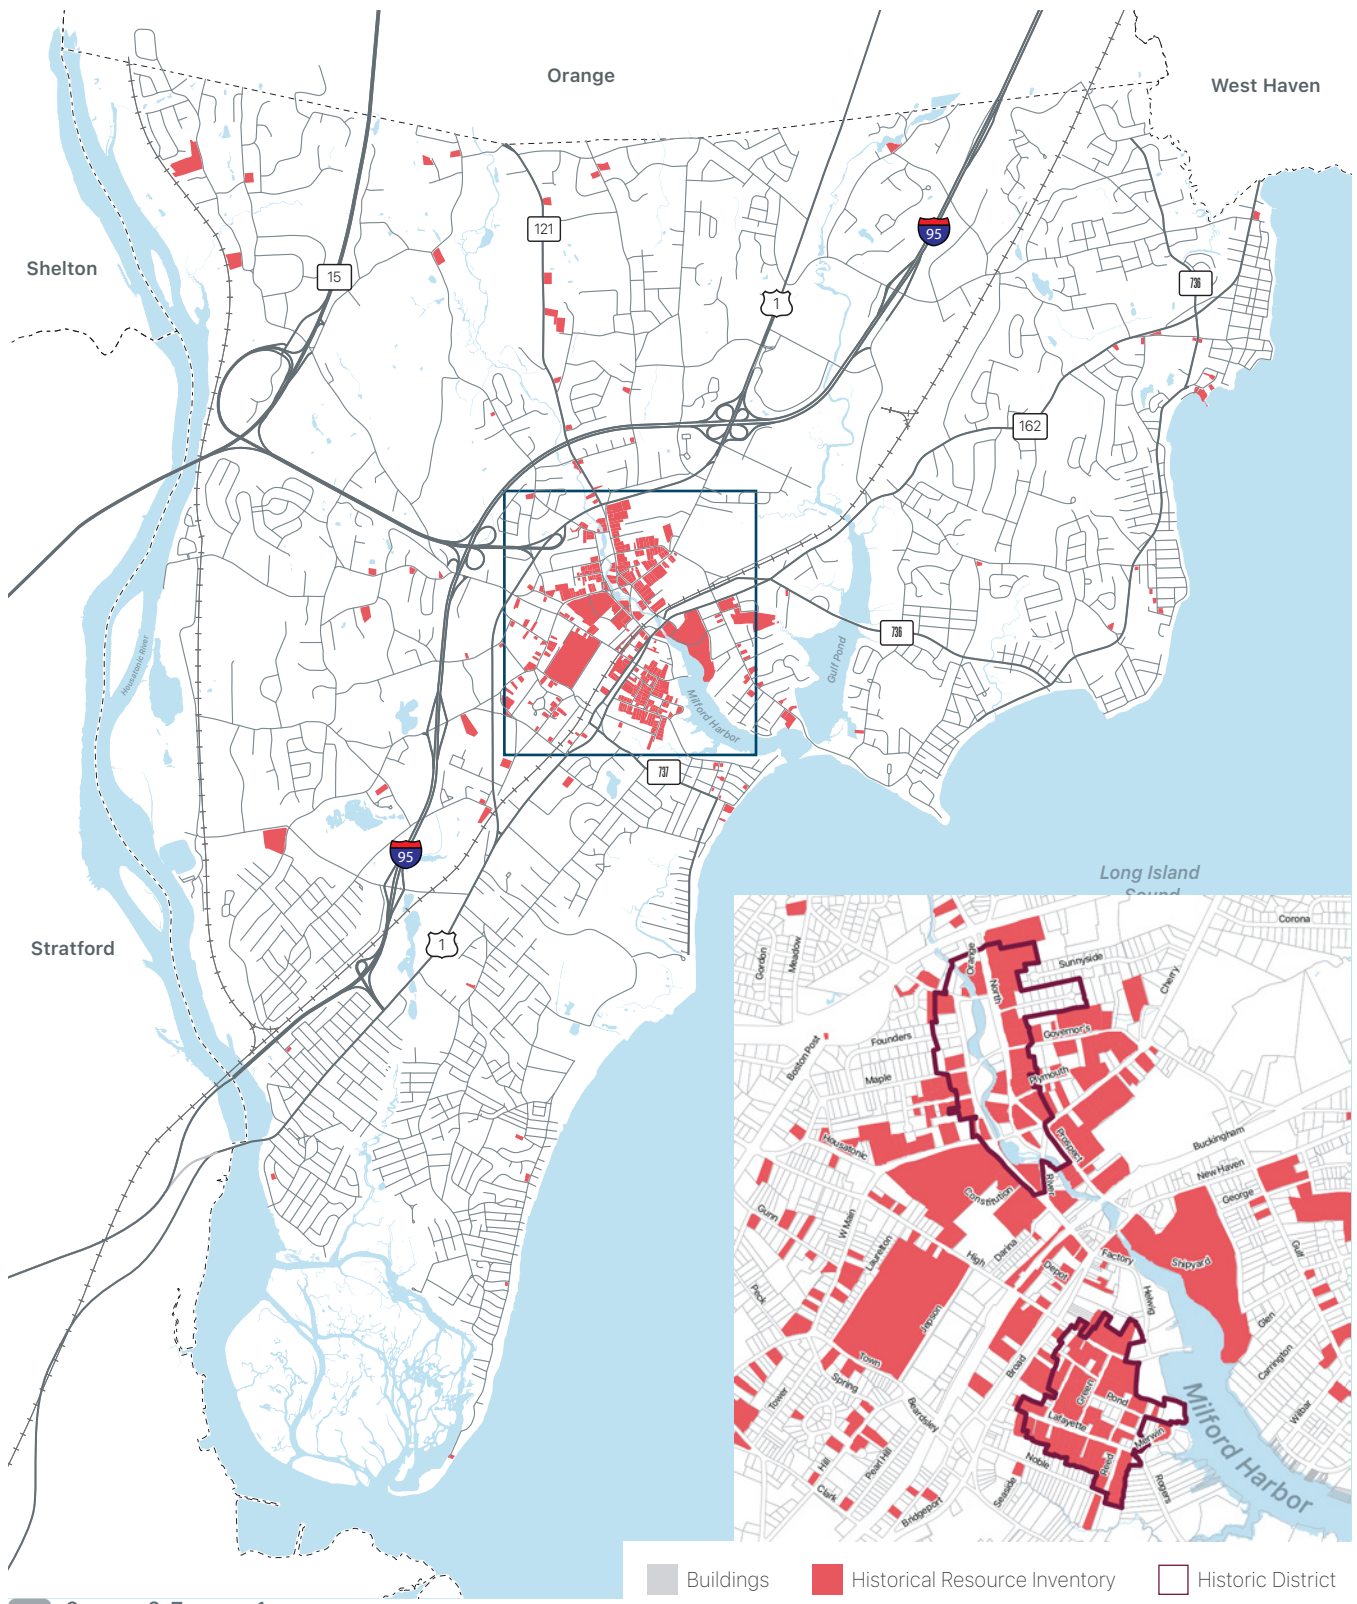 Orange
West Haven
121
95
Shelton
15
736
1
162
Housatonic River
736
Gulf Pond
Milford Harbor
737
95
Long Island
Sound
Stratford
1
Corona
Gordon
Meadow
Orange
Sunnyside
North
Cherry
Boston Post
Founders
Governor's
Maple
Plymouth
Housatonic
Prospect
Buckingham
New Haven
Constitution
River
George
Gunn
W Main
Laurelton
High
Darina
Factory
Shipyard
Gulf
Depot
Peck
Helwig
Jepson
Glen
Carrington
Town
Broad
Spring
Green
Pond
Tower
Beardsley
Lafayette
Merwin
Wilbar
Milford Harbor
Hill
Pearl Hill
Noble
Reed
Clark
Seaside
Rogers
Bridgeport
Buildings
Historical Resource Inventory
Historic District